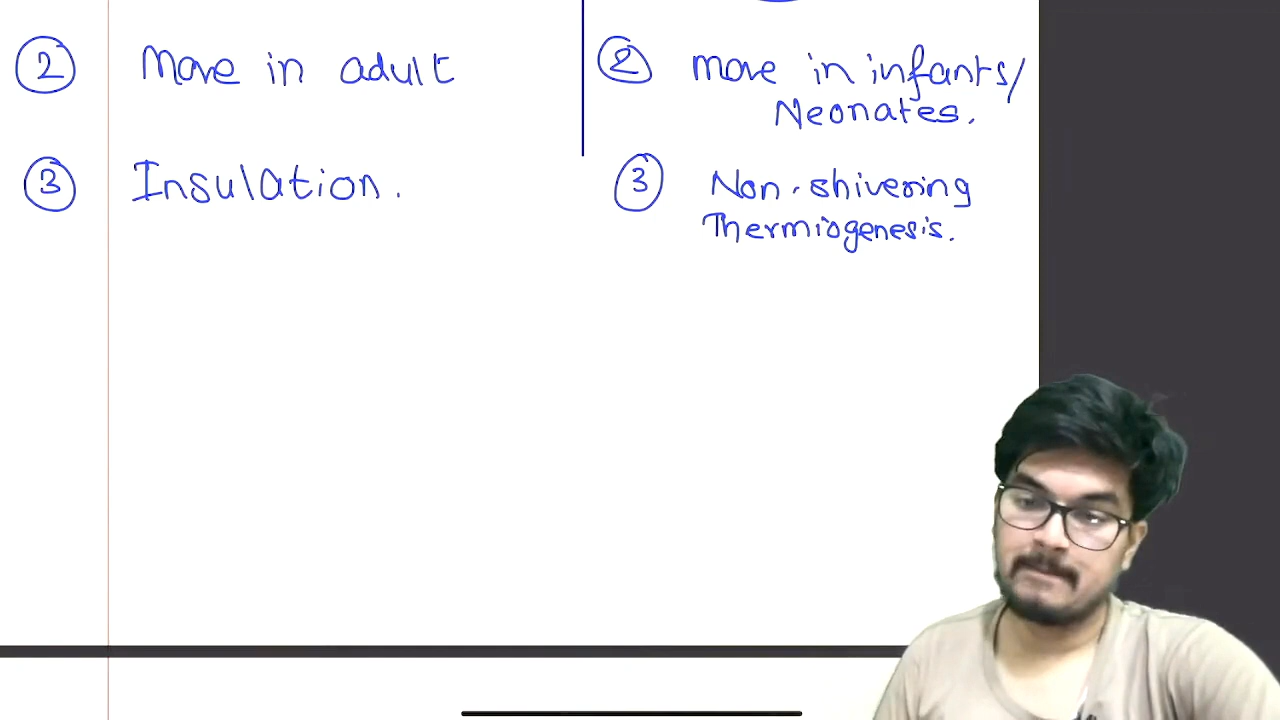 ② More in adult
③ Insulation.
② more in infants/
Neonates.
③ Non-shivering
Thermiogenesis.